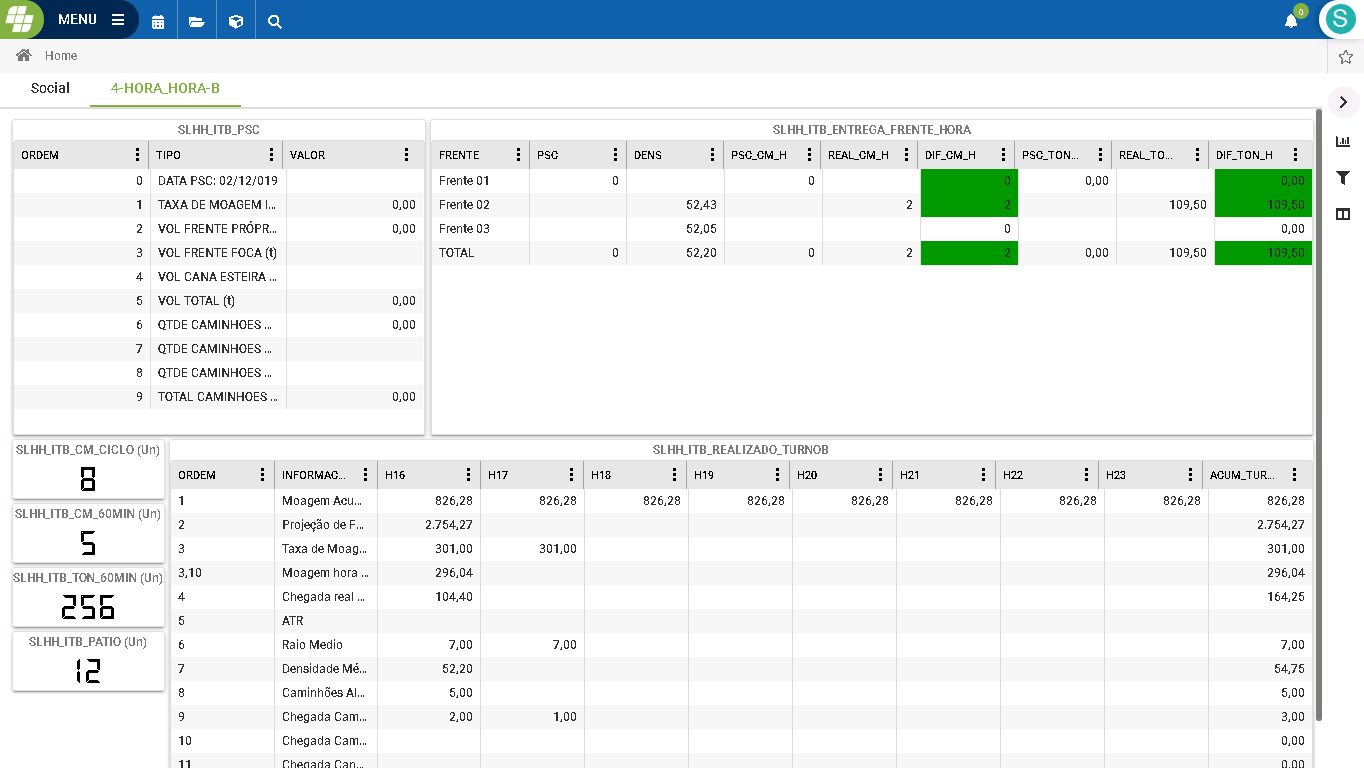 MENU
0
S
Home
Social 4-HORA_HORA-B
SLHH_ITB_PSC
ORDEM TIPO VALOR
0 DATA PSC: 02/12/019
1 TAXA DE MOAGEM I... 0,00
2 VOL FRENTE PRÓPR... 0,00
3 VOL FRENTE FOCA (t)
4 VOL CANA ESTEIRA ...
5 VOL TOTAL (t) 0,00
6 QTDE CAMINHOES ... 0,00
7 QTDE CAMINHOES ...
8 QTDE CAMINHOES ...
9 TOTAL CAMINHOES ... 0,00
SLHH_ITB_ENTREGA_FRENTE_HORA
FRENTE PSC DENS PSC_CM_H REAL_CM_H DIF_CM_H PSC_TON... REAL_TO... DIF_TON_H
Frente 01 0 0 0 0,00 0,00
Frente 02 52,43 2 2 109,50 109,50
Frente 03 52,05 0 0,00
TOTAL 0 52,20 0 2 2 0,00 109,50 109,50
SLHH_ITB_CM_CICLO (Un)
8
SLHH_ITB_CM_60MIN (Un)
5
SLHH_ITB_TON_60MIN (Un)
256
SLHH_ITB_PATIO (Un)
12
SLHH_ITB_REALIZADO_TURNOB
ORDEM INFORMAC... H16 H17 H18 H19 H20 H21 H22 H23 ACUM_TUR...
1 Moagem Acu... 826,28 826,28 826,28 826,28 826,28 826,28 826,28 826,28 826,28
2 Projeção de F... 2.754,27 2.754,27
3 Taxa de Moag... 301,00 301,00 301,00
3,10 Moagem hora ... 296,04 296,04
4 Chegada real ... 104,40 164,25
5 ATR
6 Raio Medio 7,00 7,00 7,00
7 Densidade Mé... 52,20 54,75
8 Caminhões Al... 5,00 5,00
9 Chegada Cam... 2,00 1,00 3,00
10 Chegada Cam... 0,00
11 Chegada Can... 0,00